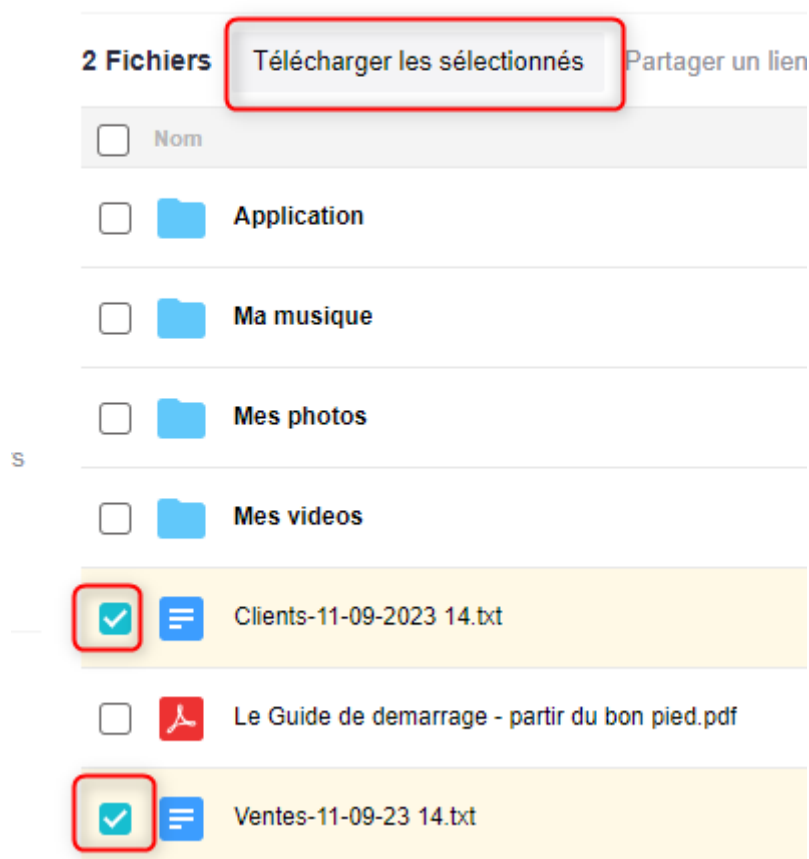 2 Fichiers Télécharger les sélectionnés Partager un lien
Nom
Application
Ma musique
Mes photos
s
Mes videos
Clients-11-09-2023 14.txt
Le Guide de demarrage - partir du bon pied.pdf
Ventes-11-09-23 14.txt